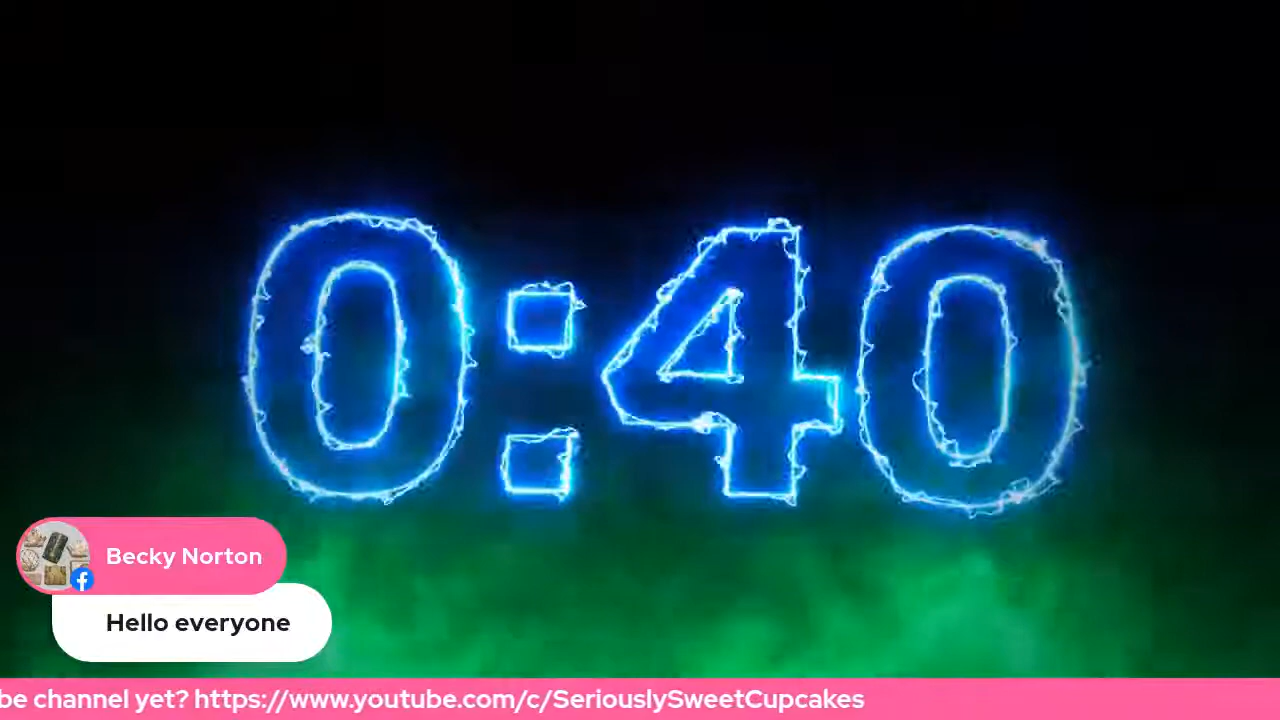 0:40
Becky Norton
Hello everyone
be channel yet? https://www.youtube.com/c/SeriouslySweetCupcakes